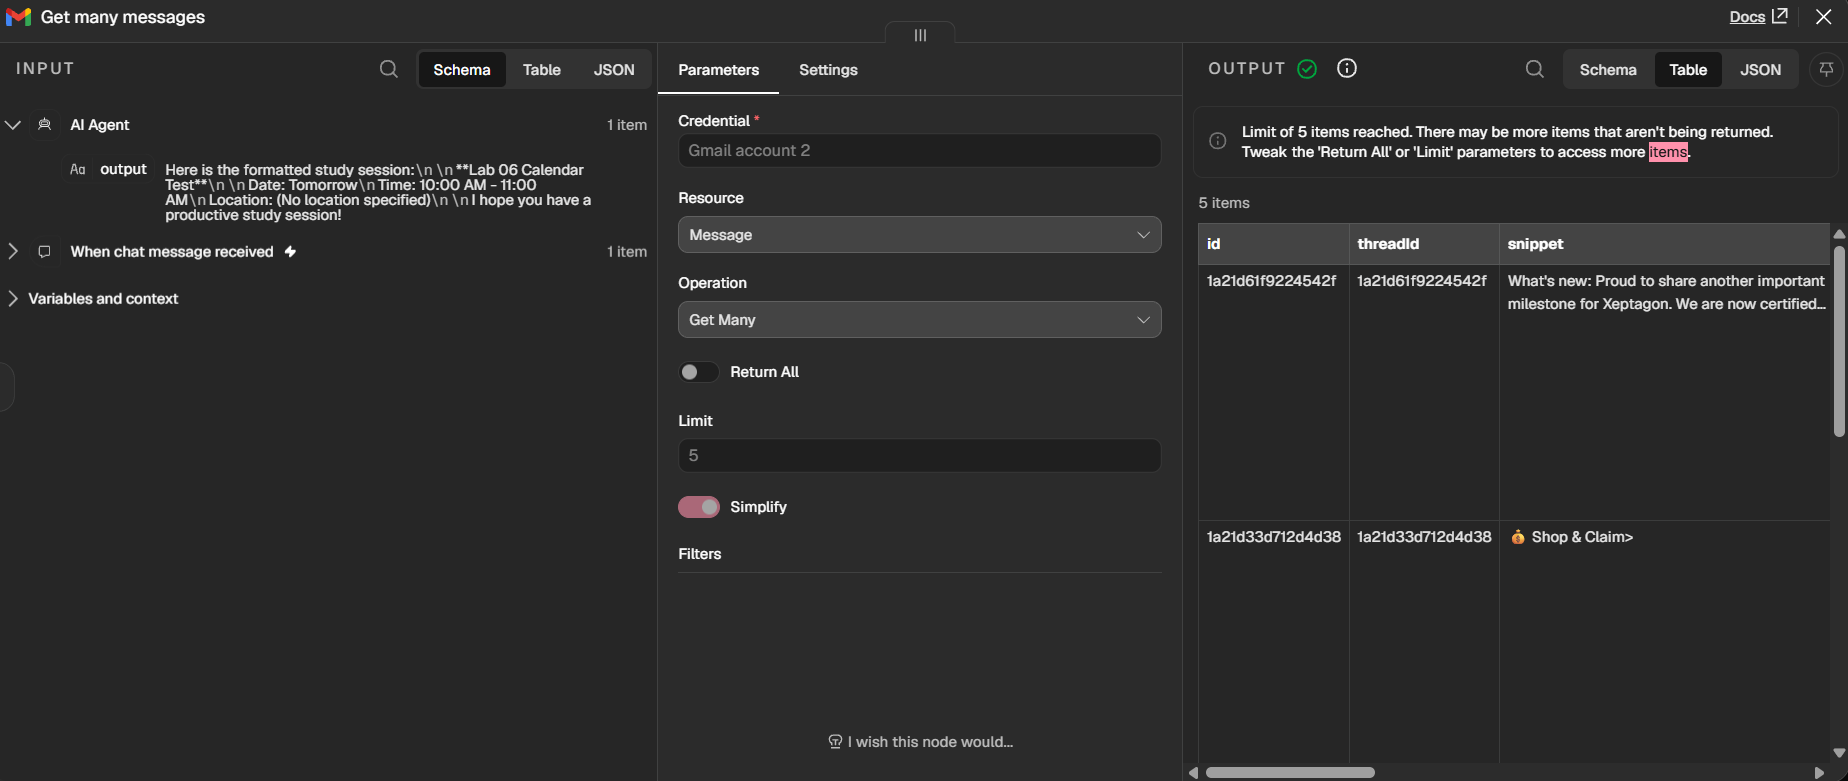 Get many messages
Docs
INPUT
Schema
Table
JSON
AI Agent
1 item
Aa
output
Here is the formatted study session:\n \n**Lab 06 Calendar
Test**\n \nDate: Tomorrow\nTime: 10:00 AM - 11:00
AM\nLocation: (No location specified)\n \nI hope you have a
productive study session!
When chat message received
1 item
Variables and context
Parameters
Settings
Credential *
Gmail account 2
Resource
Message
Operation
Get Many
Return All
Limit
5
Simplify
Filters
I wish this node would...
OUTPUT
Schema
Table
JSON
Limit of 5 items reached. There may be more items that aren't being returned.
Tweak the 'Return All' or 'Limit' parameters to access more items.
5 items
id
threadId
snippet
1a21d61f9224542f
1a21d61f9224542f
What's new: Proud to share another important
milestone for Xeptagon. We are now certified...
1a21d33d712d4d38
1a21d33d712d4d38
💰 Shop & Claim>